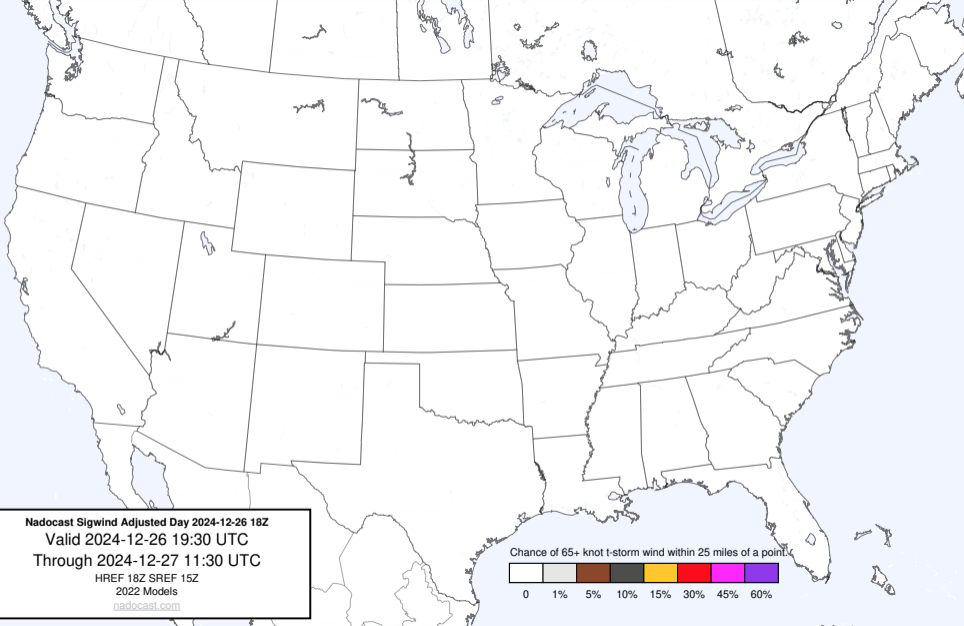 Nadocast Sigwind Adjusted Day 2024-12-26 18Z
Valid 2024-12-26 19:30 UTC
Through 2024-12-27 11:30 UTC
HREF 18Z SREF 15Z
2022 Models
nadocast.com
Chance of 65+ knot t-storm wind within 25 miles of a point.
0 1% 5% 10% 15% 30% 45% 60%